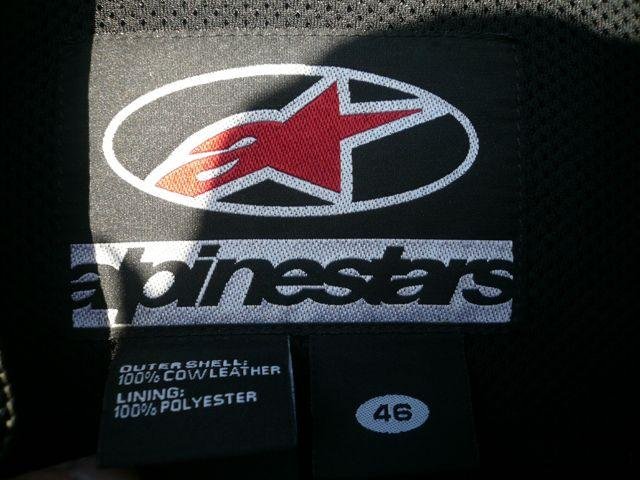 alpinestars
OUTER SHELL:
100% COW LEATHER
LINING:
100% POLYESTER
46